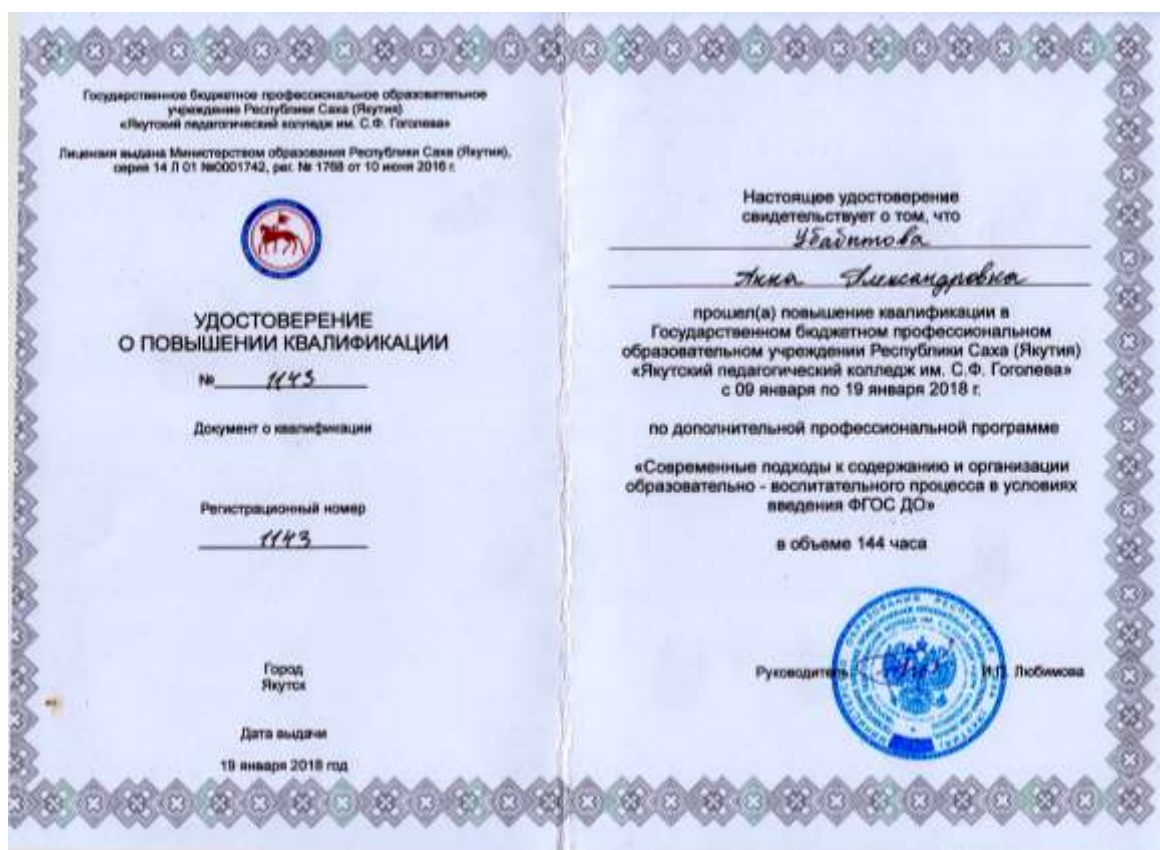 Государственное бюджетное профессиональное образовательное
учреждение Республики Саха (Якутия)
«Якутский педагогический колледж им. С.Ф. Гоголева»
Лицензия выдана Министерством образования Республики Саха (Якутия),
серия 14 Л 01 №0001742, рег. № 1768 от 10 июня 2016 г.
УДОСТОВЕРЕНИЕ
О ПОВЫШЕНИИ КВАЛИФИКАЦИИ
№ 1143
Документ о квалификации
Регистрационный номер
1143
Город
Якутск
Дата выдачи
19 января 2018 год
Настоящее удостоверение
свидетельствует о том, что
Анна Александровна
прошел(а) повышение квалификации в
Государственном бюджетном профессиональном
образовательном учреждении Республики Саха (Якутия)
«Якутский педагогический колледж им. С.Ф. Гоголева»
с 09 января по 19 января 2018 г.
по дополнительной профессиональной программе
«Современные подходы к содержанию и организации
образовательно - воспитательного процесса в условиях
введения ФГОС ДО»
в объеме 144 часа
Руководитель И.П. Любимова